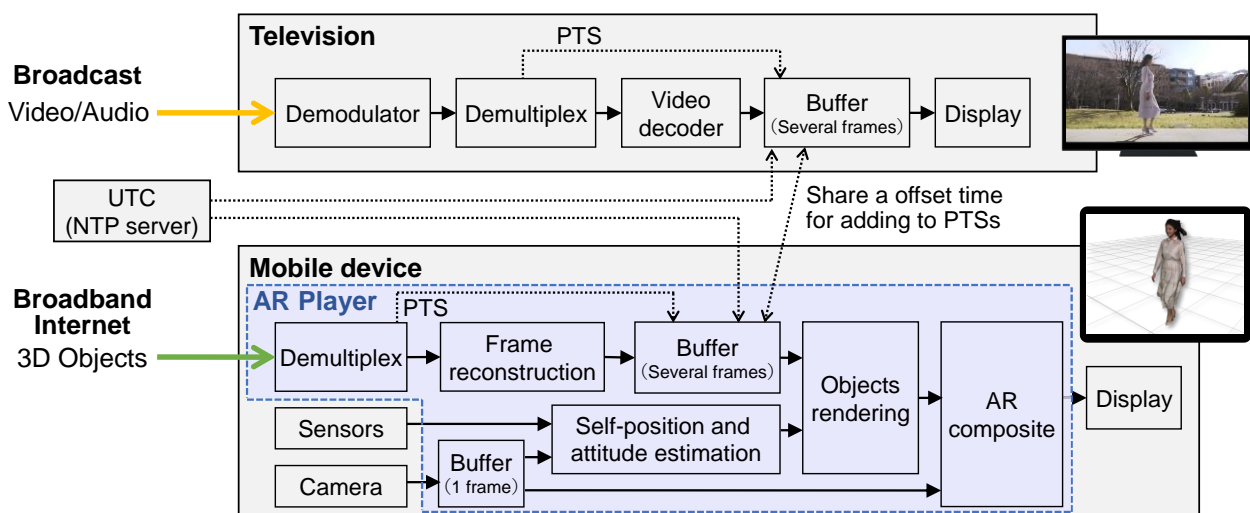 Television
PTS
Broadcast
Video/Audio
Demodulator
Demultiplex
Video
decoder
Buffer
(Several frames)
Display
UTC
(NTP server)
Share a offset time
for adding to PTSs
Mobile device
AR Player
PTS
Broadband
Internet
3D Objects
Demultiplex
Frame
reconstruction
Buffer
(Several frames)
Objects
rendering
AR
composite
Display
Sensors
Self-position and
attitude estimation
Camera
Buffer
(1 frame)